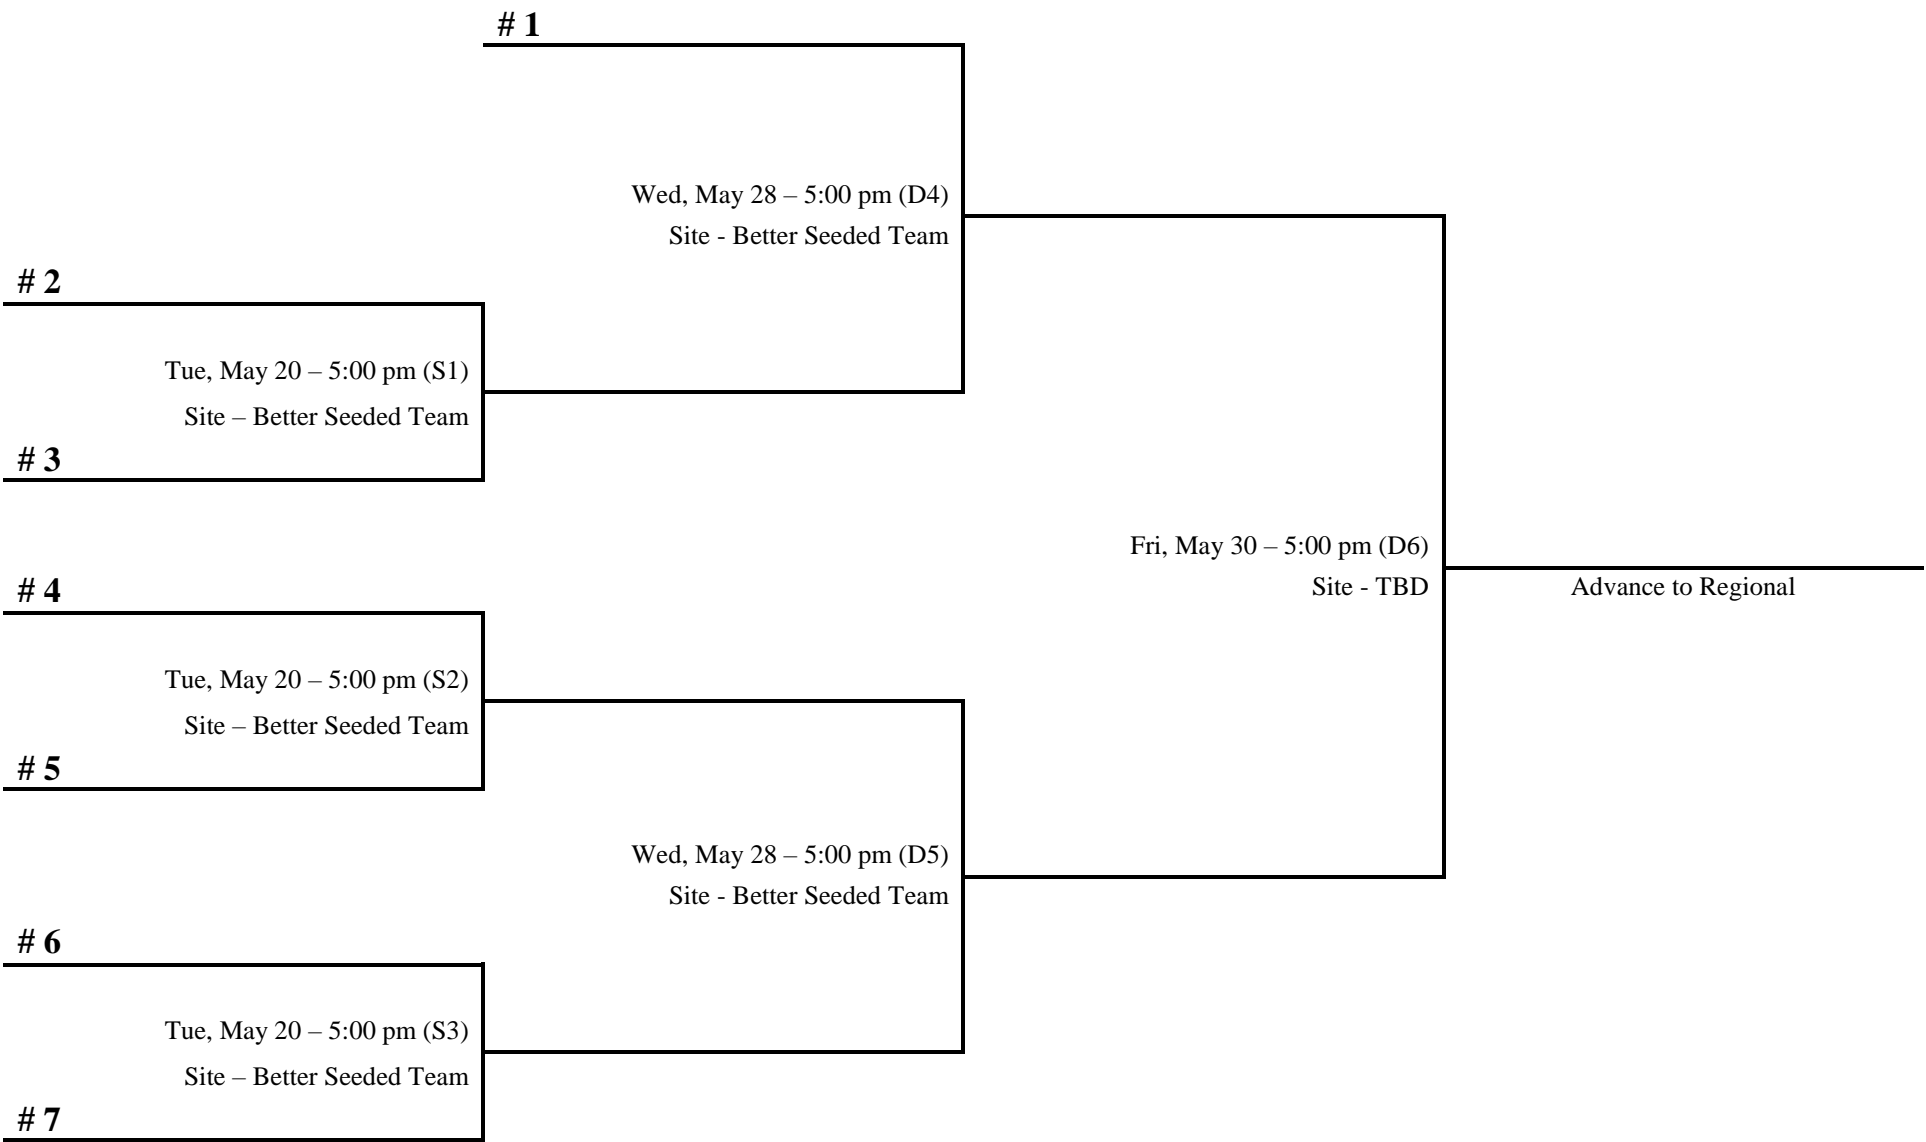 # 1
Wed, May 28 – 5:00 pm (D4)
Site - Better Seeded Team
# 2
Tue, May 20 – 5:00 pm (S1)
Site – Better Seeded Team
# 3
Fri, May 30 – 5:00 pm (D6)
Site - TBD
Advance to Regional
# 4
Tue, May 20 – 5:00 pm (S2)
Site – Better Seeded Team
# 5
Wed, May 28 – 5:00 pm (D5)
Site - Better Seeded Team
# 6
Tue, May 20 – 5:00 pm (S3)
Site – Better Seeded Team
# 7